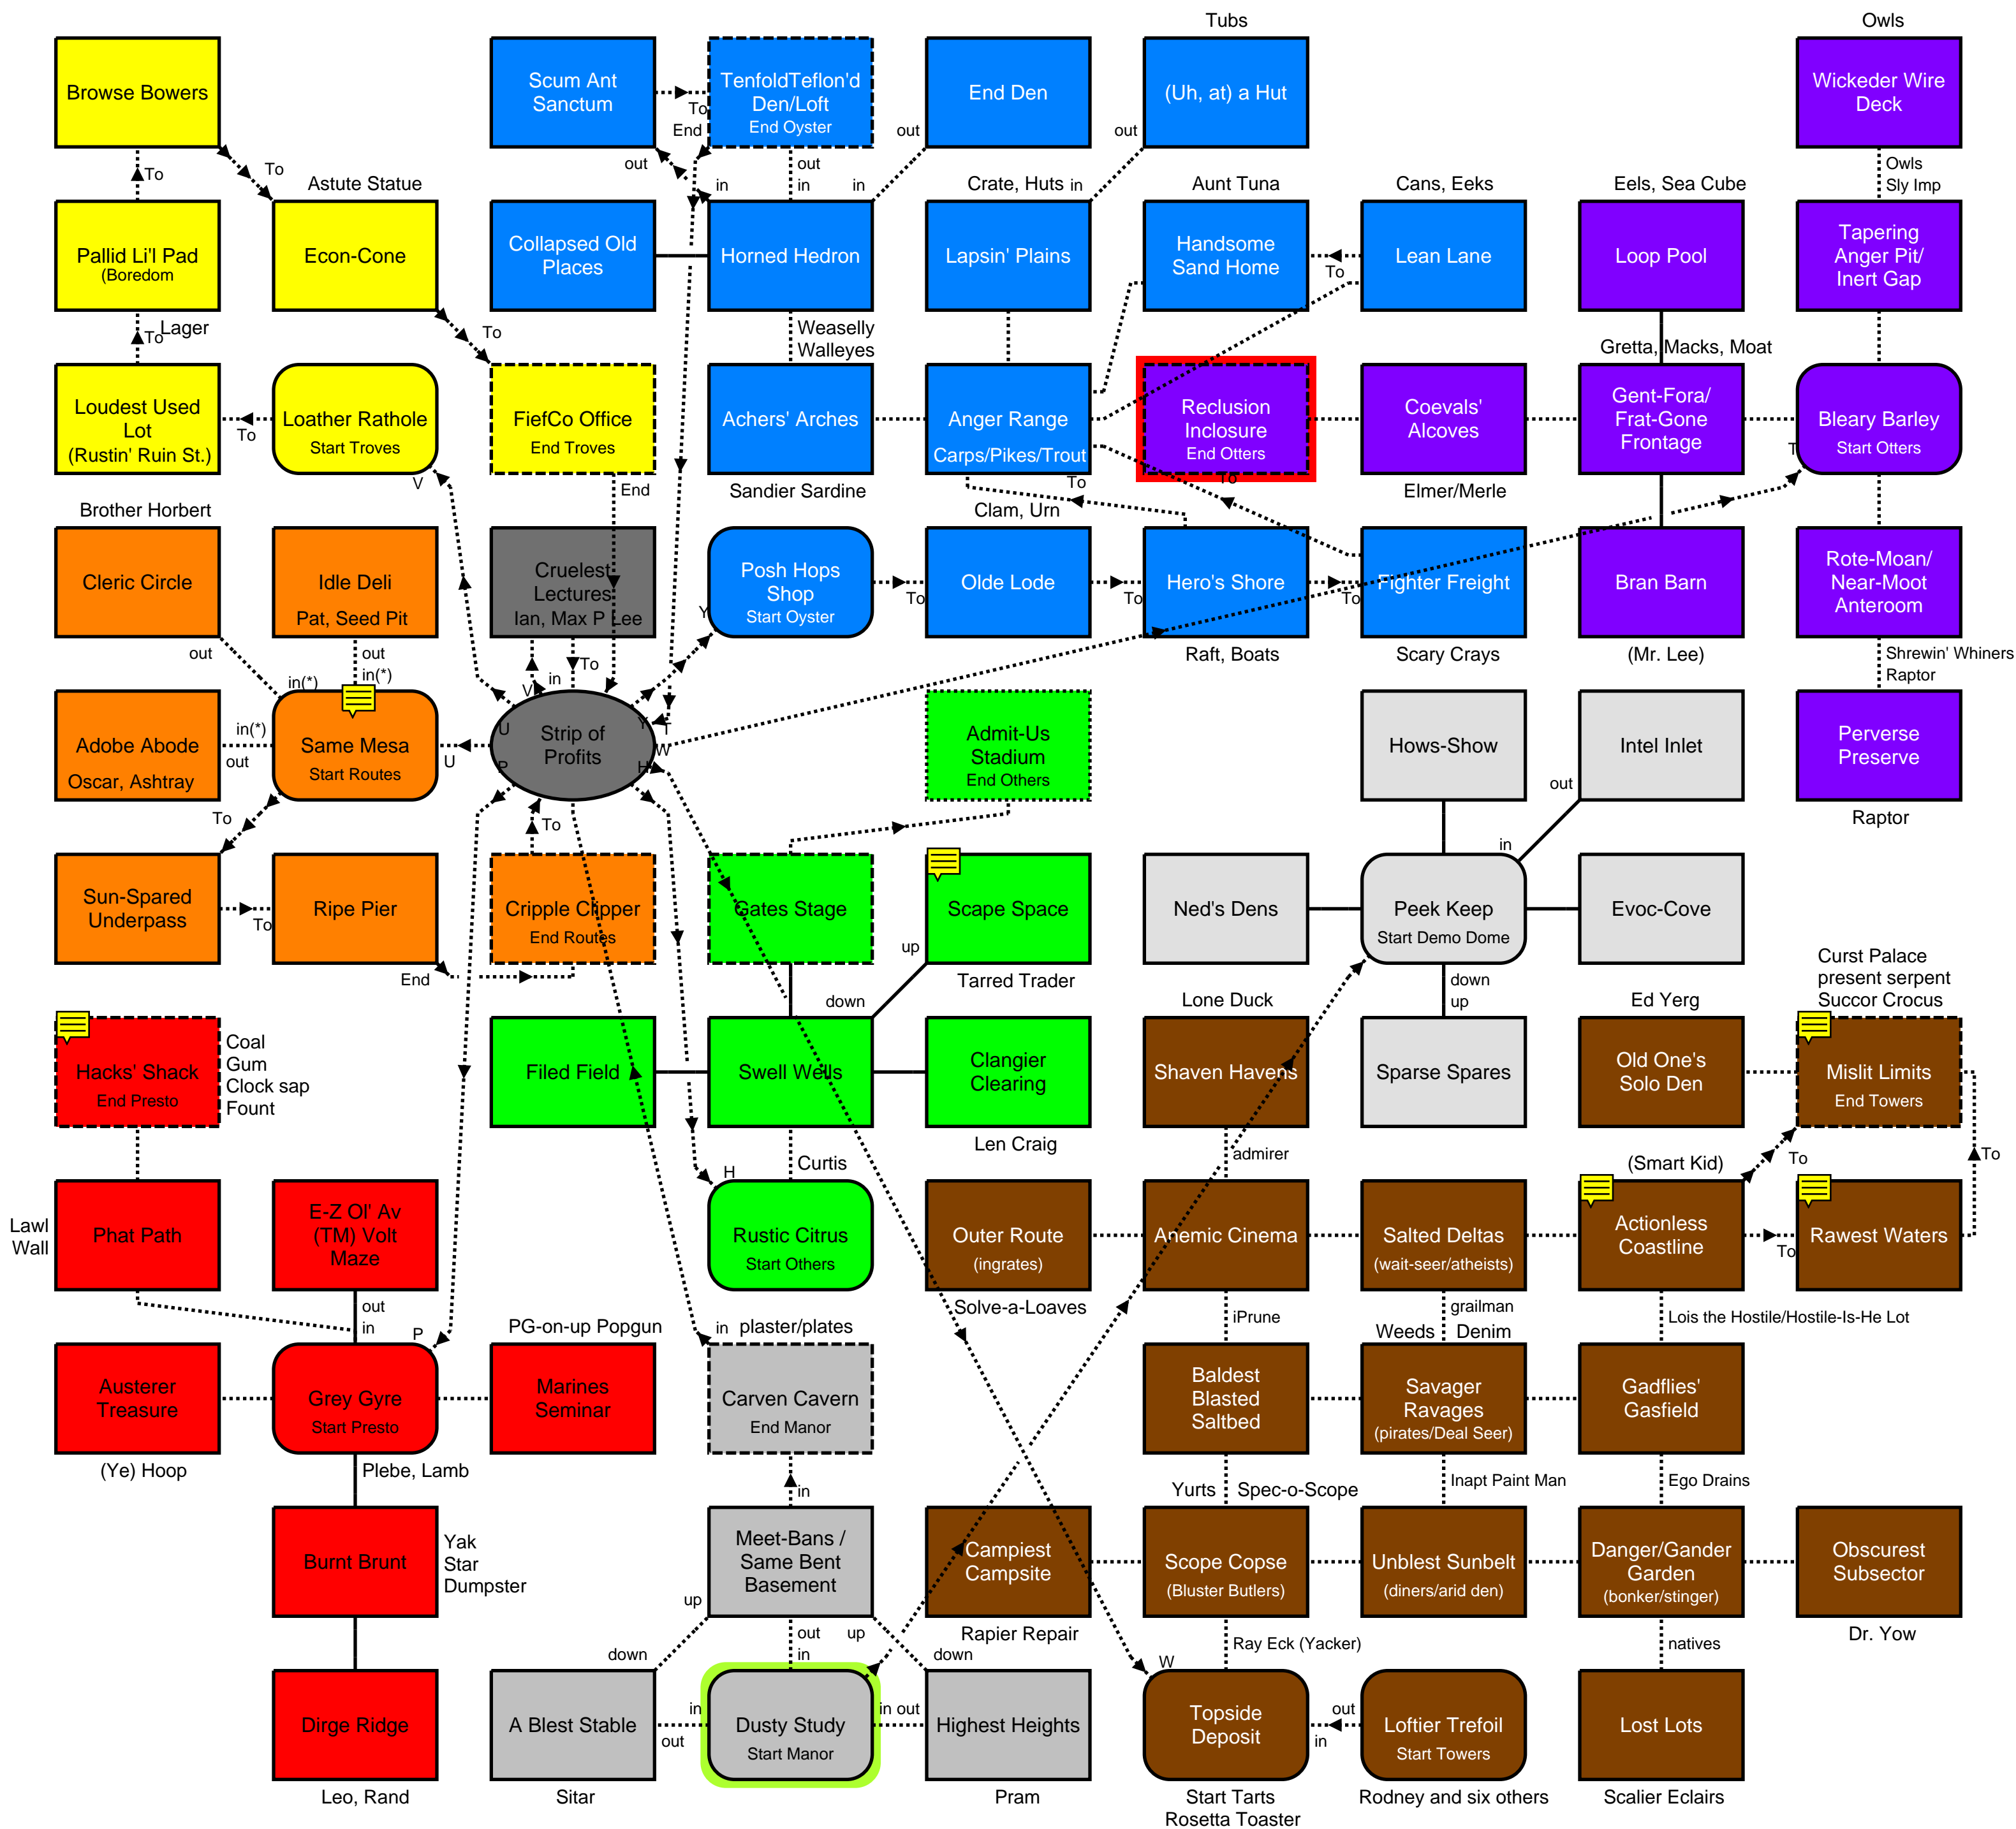 Tubs
Owls
Browse Bowers
Scum Ant
Sanctum
To
TenfoldTeflon'd
Den/Loft
End Oyster
End Den
(Uh, at) a Hut
Wickeder Wire
Deck
To
To
End
out
out
in
in
out
in
out
Owls
Sly Imp
Astute Statue
Crate, Huts
in
Aunt Tuna
Cans, Eeks
Eels, Sea Cube
Pallid Li'l Pad
(Boredom
Econ-Cone
Collapsed Old
Places
Horned Hedron
Lapsin' Plains
Handsome
Sand Home
To
Lean Lane
Loop Pool
Tapering
Anger Pit/
Inert Gap
To
Lager
To
Weaselly
Walleyes
Gretta, Macks, Moat
Loudest Used
Lot
(Rustin' Ruin St.)
To
Loather Rathole
Start Troves
FiefCo Office
End Troves
Achers' Arches
Anger Range
Carps/Pikes/Trout
Reclusion
Inclosure
End Otters
Coevals'
Alcoves
Gent-Fora/
Frat-Gone
Frontage
Bleary Barley
Start Otters
T
V
End
Sandier Sardine
To
To
Elmer/Merle
Brother Horbert
Clam, Urn
Cleric Circle
Idle Deli
Pat, Seed Pit
Cruelest
Lectures
Ian, Max P Lee
Y
Posh Hops
Shop
Start Oyster
To
Olde Lode
To
Hero's Shore
To
Fighter Freight
Bran Barn
Rote-Moan/
Near-Moot
Anteroom
out
out
in(*)
in(*)
To
in
V
Raft, Boats
Scary Crays
(Mr. Lee)
Shrewin' Whiners
Raptor
Adobe Abode
Oscar, Ashtray
in(*)
out
Same Mesa
Start Routes
U
U
P
Strip of
Profits
Y
T
W
H
Admit-Us
Stadium
End Others
Hows-Show
Intel Inlet
Perverse
Preserve
To
To
out
in
Raptor
Sun-Spared
Underpass
To
Ripe Pier
Cripple Clipper
End Routes
Gates Stage
Scape Space
Ned's Dens
Peek Keep
Start Demo Dome
Evoc-Cove
End
up
down
Tarred Trader
Lone Duck
down
up
Ed Yerg
Curst Palace
present serpent
Succor Crocus
Hacks' Shack
End Presto
Coal
Gum
Clock sap
Fount
Filed Field
Swell Wells
Clangier
Clearing
Shaven Havens
Sparse Spares
Old One's
Solo Den
Mislit Limits
End Towers
H
Curtis
Len Craig
admirer
(Smart Kid)
To
To
Lawl
Wall
Phat Path
E-Z Ol' Av
(TM) Volt
Maze
Rustic Citrus
Start Others
Outer Route
(ingrates)
Anemic Cinema
Salted Deltas
(wait-seer/atheists)
Actionless
Coastline
To
Rawest Waters
out
in
P
PG-on-up Popgun
in
plaster/plates
Solve-a-Loaves
iPrune
grailman
Weeds
Denim
Lois the Hostile/Hostile-Is-He Lot
Austerer
Treasure
Grey Gyre
Start Presto
Marines
Seminar
Carven Cavern
End Manor
Baldest
Blasted
Saltbed
Savager
Ravages
(pirates/Deal Seer)
Gadflies'
Gasfield
(Ye) Hoop
Plebe, Lamb
in
Yurts
Spec-o-Scope
Inapt Paint Man
Ego Drains
Burnt Brunt
Yak
Star
Dumpster
Meet-Bans /
Same Bent
Basement
Campiest
Campsite
Scope Copse
(Bluster Butlers)
Unblest Sunbelt
(diners/arid den)
Danger/Gander
Garden
(bonker/stinger)
Obscurest
Subsector
up
down
out
in
up
down
Rapier Repair
Ray Eck (Yacker)
natives
Dr. Yow
Dirge Ridge
A Blest Stable
in
out
Dusty Study
Start Manor
in out
Highest Heights
W
Topside
Deposit
out
in
Loftier Trefoil
Start Towers
Lost Lots
Leo, Rand
Sitar
Pram
Start Tarts
Rosetta Toaster
Rodney and six others
Scalier Eclairs